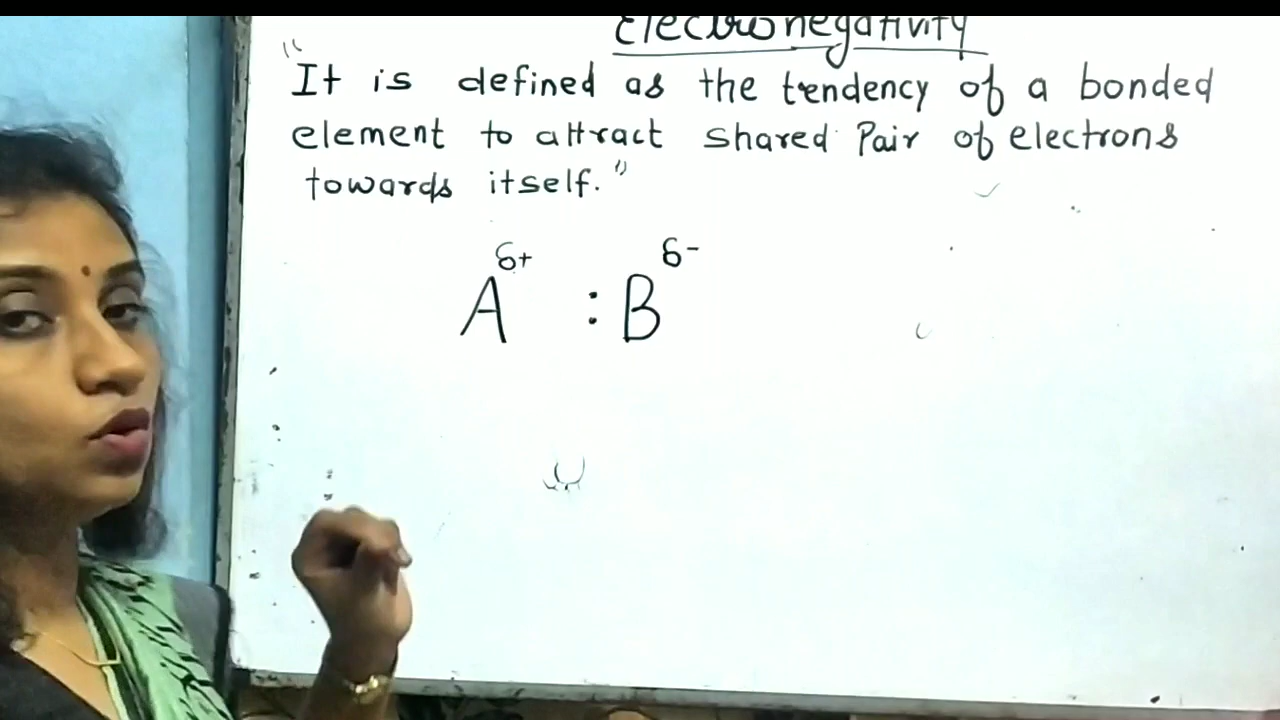 Electronegativity
"It is defined as the tendency of a bonded
element to attract shared Pair of electrons
towards itself."
A δ+ : B δ-